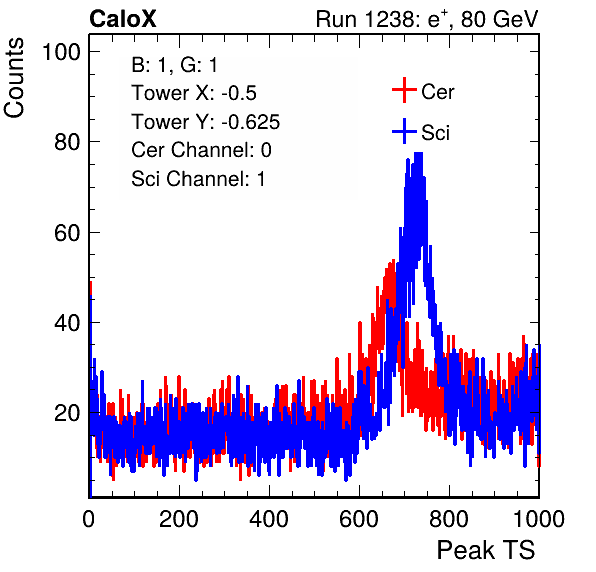 CaloX Run 1238: e+, 80 GeV
Counts
100
80
60
40
20
B: 1, G: 1
Tower X: -0.5
Tower Y: -0.625
Cer Channel: 0
Sci Channel: 1
Cer
Sci
0 200 400 600 800 1000
Peak TS